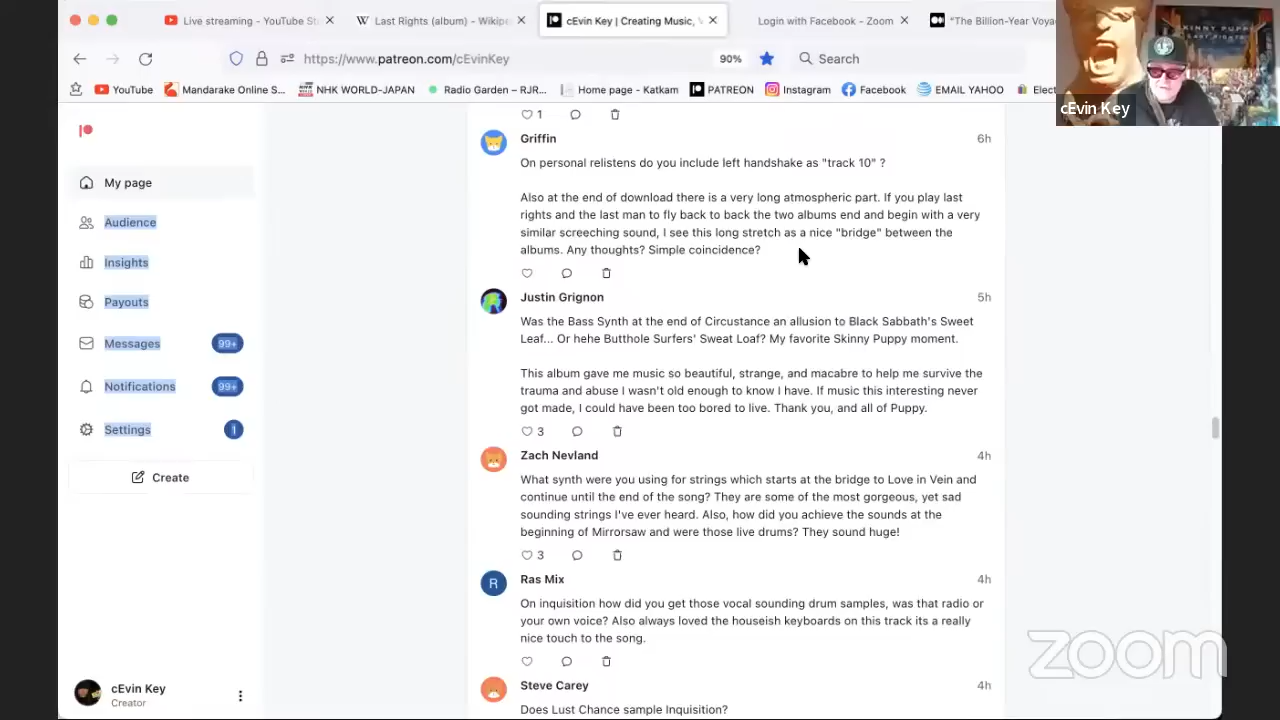 Live streaming - YouTube St
Last Rights (album) - Wikipe
cEvin Key | Creating Music, V
Login with Facebook - Zoom
"The Billion-Year Voya
https://www.patreon.com/cEvinKey
90%
Search
YouTube
Mandarake Online S...
NHK WORLD-JAPAN
Radio Garden – RJR...
Home page - Katkam
PATREON
Instagram
Facebook
EMAIL YAHOO
Elect
SKINNY PUPP
LAST RIGHTS
cEvin Key
My page
Audience
Insights
Payouts
Messages 99+
Notifications 99+
Settings 1
Create
cEvin Key
Creator
1
Griffin 6h
On personal relistens do you include left handshake as "track 10" ?
Also at the end of download there is a very long atmospheric part. If you play last
rights and the last man to fly back to back the two albums end and begin with a very
similar screeching sound, I see this long stretch as a nice "bridge" between the
albums. Any thoughts? Simple coincidence?
Justin Grignon 5h
Was the Bass Synth at the end of Circustance an allusion to Black Sabbath's Sweet
Leaf... Or hehe Butthole Surfers' Sweat Loaf? My favorite Skinny Puppy moment.
This album gave me music so beautiful, strange, and macabre to help me survive the
trauma and abuse I wasn't old enough to know I have. If music this interesting never
got made, I could have been too bored to live. Thank you, and all of Puppy.
3
Zach Nevland 4h
What synth were you using for strings which starts at the bridge to Love in Vein and
continue until the end of the song? They are some of the most gorgeous, yet sad
sounding strings I've ever heard. Also, how did you achieve the sounds at the
beginning of Mirrorsaw and were those live drums? They sound huge!
3
R
Ras Mix 4h
On inquisition how did you get those vocal sounding drum samples, was that radio or
your own voice? Also always loved the houseish keyboards on this track its a really
nice touch to the song.
Steve Carey 4h
Does Lust Chance sample Inquisition?
zoom